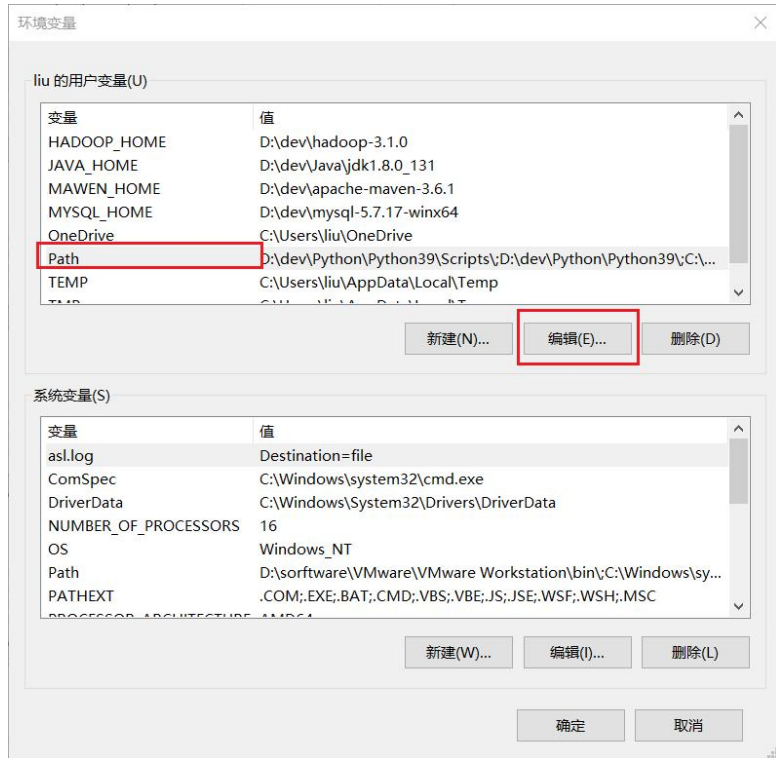 环境变量
liu 的用户变量(U)
变量 值
HADOOP_HOME D:\dev\hadoop-3.1.0
JAVA_HOME D:\dev\Java\jdk1.8.0_131
MAWEN_HOME D:\dev\apache-maven-3.6.1
MYSQL_HOME D:\dev\mysql-5.7.17-winx64
OneDrive C:\Users\liu\OneDrive
Path D:\dev\Python\Python39\Scripts\;D:\dev\Python\Python39\;C:\...
TEMP C:\Users\liu\AppData\Local\Temp
新建(N)... 编辑(E)... 删除(D)
系统变量(S)
变量 值
asl.log Destination=file
ComSpec C:\Windows\system32\cmd.exe
DriverData C:\Windows\System32\Drivers\DriverData
NUMBER_OF_PROCESSORS 16
OS Windows_NT
Path D:\sorftware\VMware\VMware Workstation\bin\;C:\Windows\sy...
PATHEXT .COM;.EXE;.BAT;.CMD;.VBS;.VBE;.JS;.JSE;.WSF;.WSH;.MSC
新建(W)... 编辑(I)... 删除(L)
确定 取消